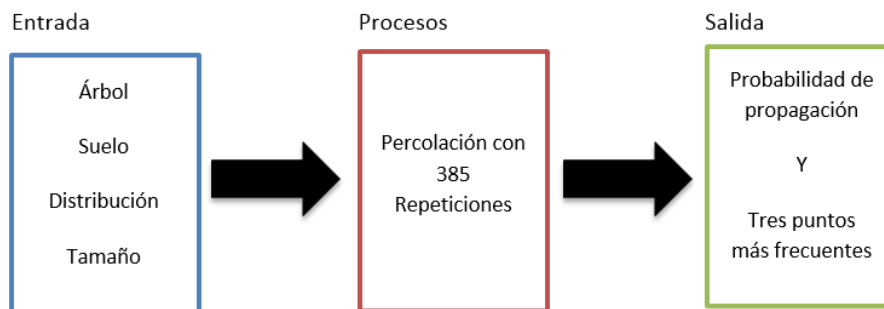 Entrada
Árbol
Suelo
Distribución
Tamaño
Procesos
Percolación con
385
Repeticiones
Salida
Probabilidad de
propagación
Y
Tres puntos
más frecuentes